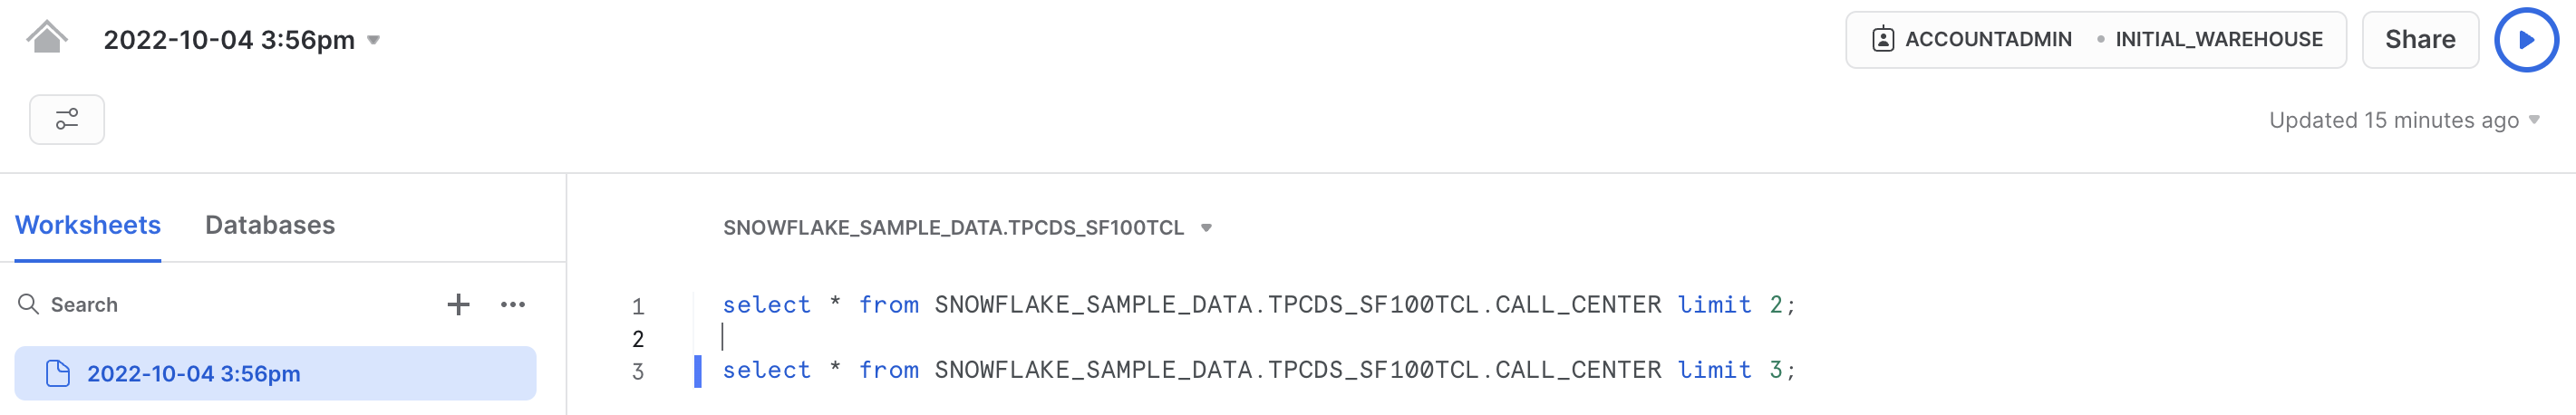 2022-10-04 3:56pm
ACCOUNTADMIN • INITIAL_WAREHOUSE
Share
Updated 15 minutes ago
Worksheets Databases
SNOWFLAKE_SAMPLE_DATA.TPCDS_SF100TCL
Search
1 select * from SNOWFLAKE_SAMPLE_DATA.TPCDS_SF100TCL.CALL_CENTER limit 2;
2
3 select * from SNOWFLAKE_SAMPLE_DATA.TPCDS_SF100TCL.CALL_CENTER limit 3;
2022-10-04 3:56pm